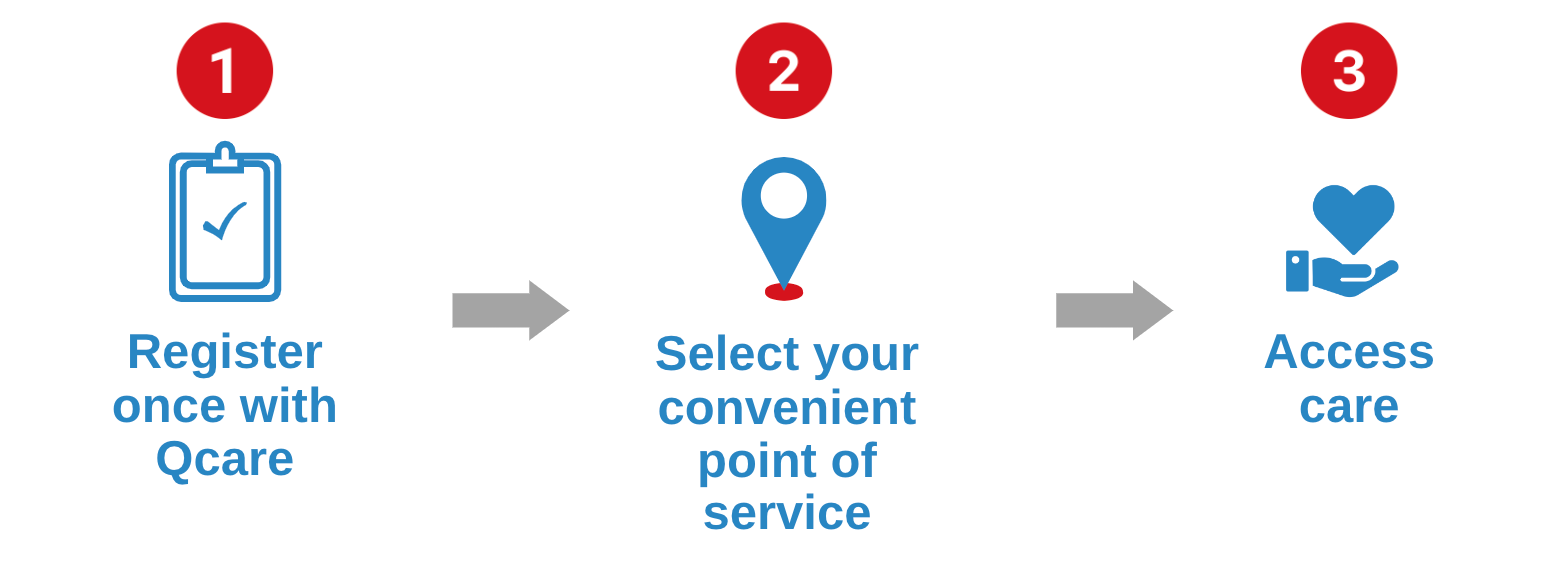 1
Register
once with
Qcare
2
Select your
convenient
point of
service
3
Access
care